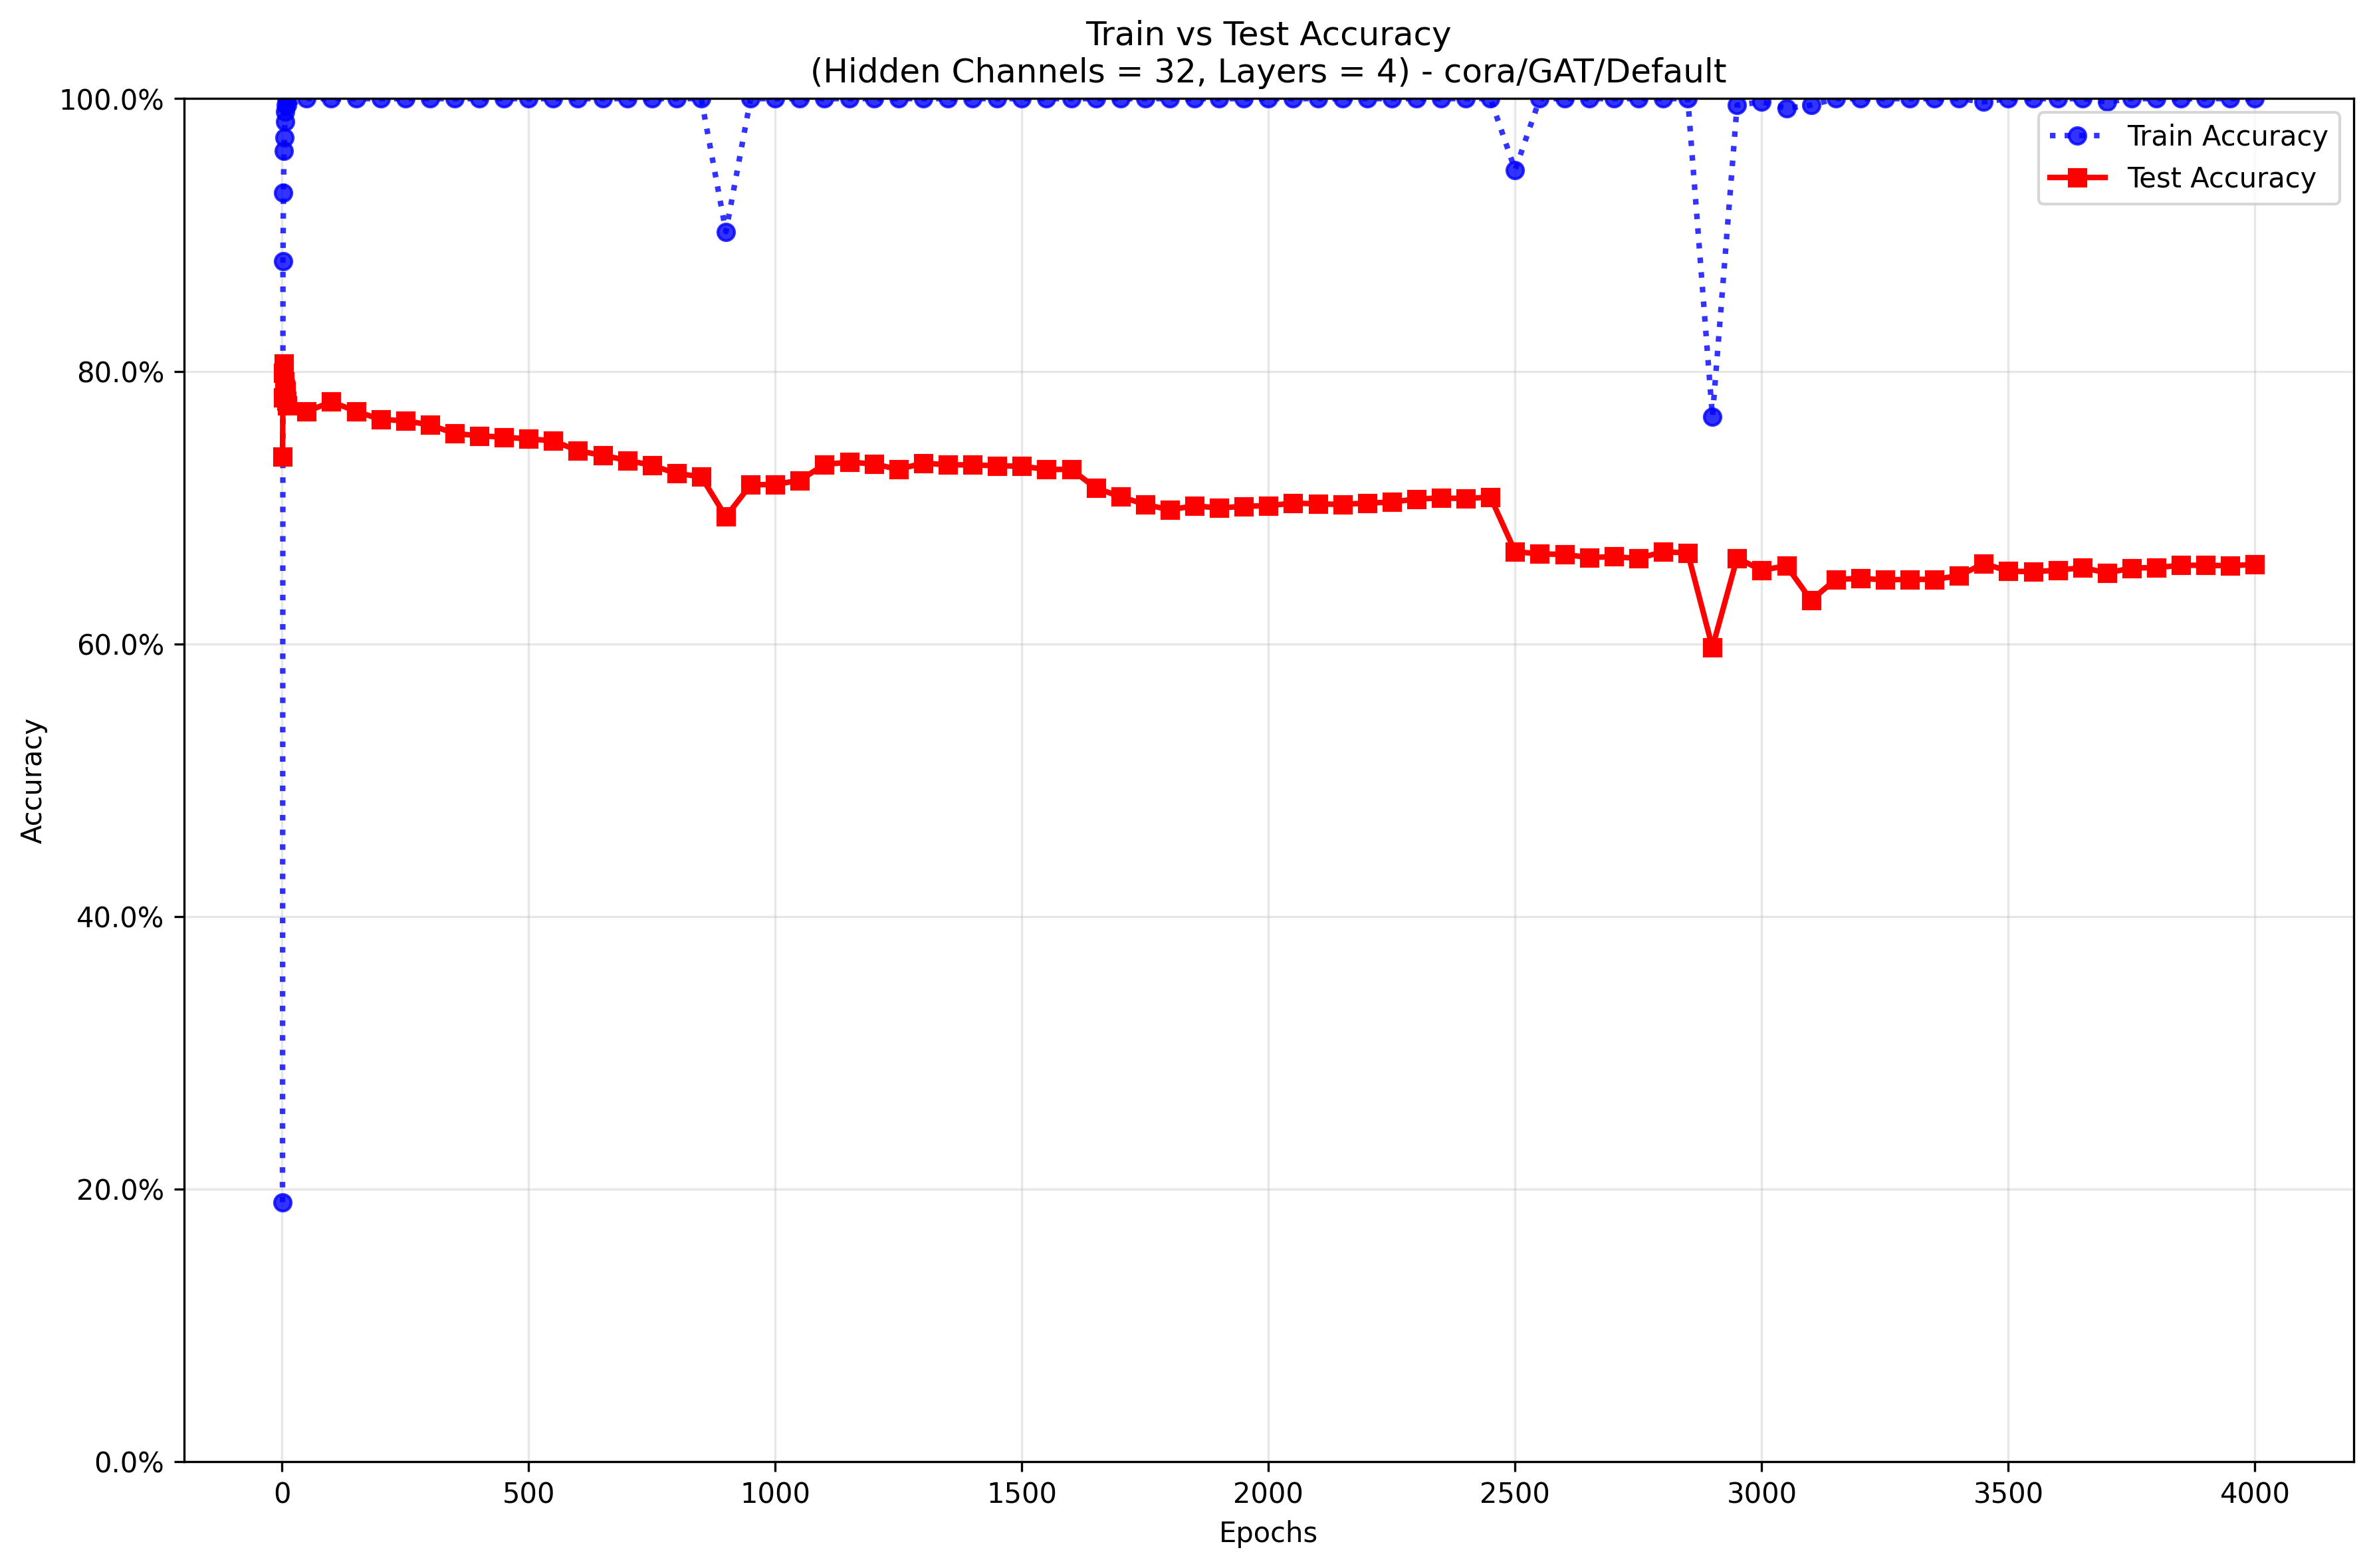 Train vs Test Accuracy
(Hidden Channels = 32, Layers = 4) - cora/GAT/Default
100.0%
80.0%
60.0%
40.0%
20.0%
0.0%
Accuracy
Train Accuracy
Test Accuracy
0
500
1000
1500
2000
2500
3000
3500
4000
Epochs